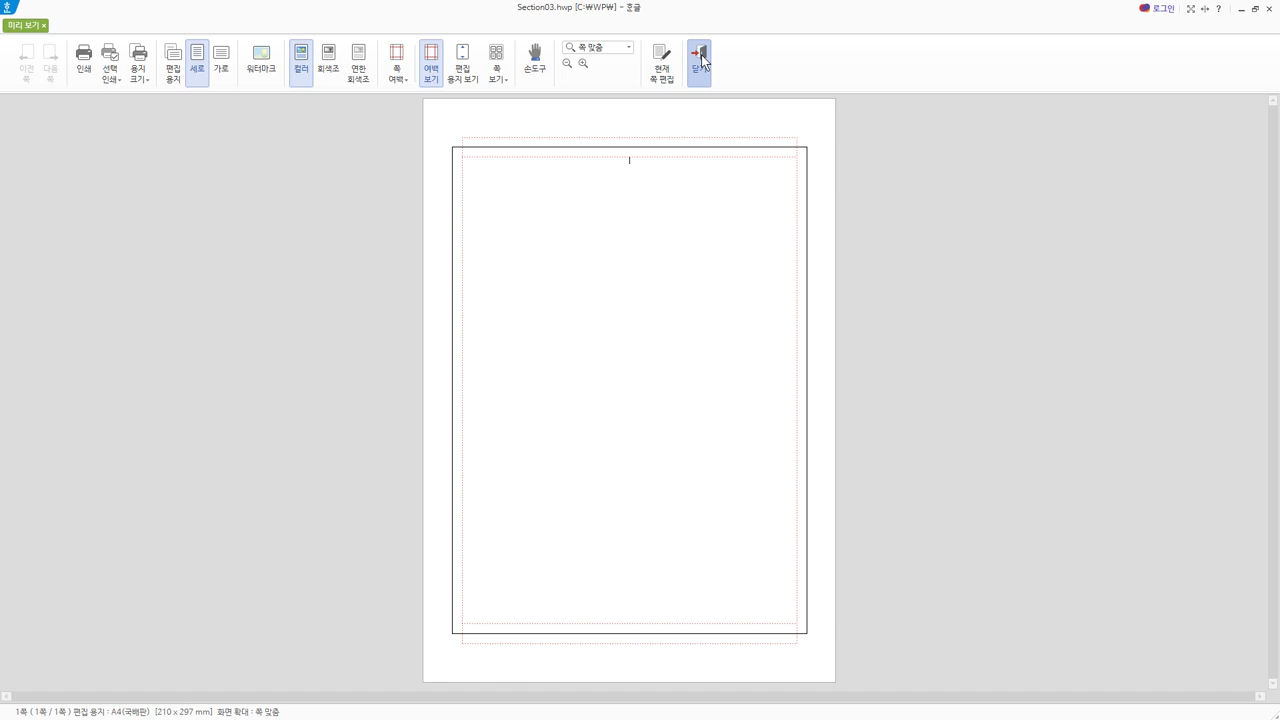 Section03.hwp [C:₩WP₩] - 훈글
로그인
?
미리 보기 ×
이전 쪽
다음 쪽
인쇄
선택 인쇄
용지 크기
편집 용지
세로
가로
워터마크
컬러
회색조
연한 회색조
쪽 여백
여백 보기
편집 용지 보기
쪽 보기
손도구
쪽 맞춤
현재 쪽 편집
닫기
1쪽 ( 1쪽 / 1쪽 ) 편집 용지 : A4(국배판) [210 x 297 mm] 화면 확대 : 쪽 맞춤